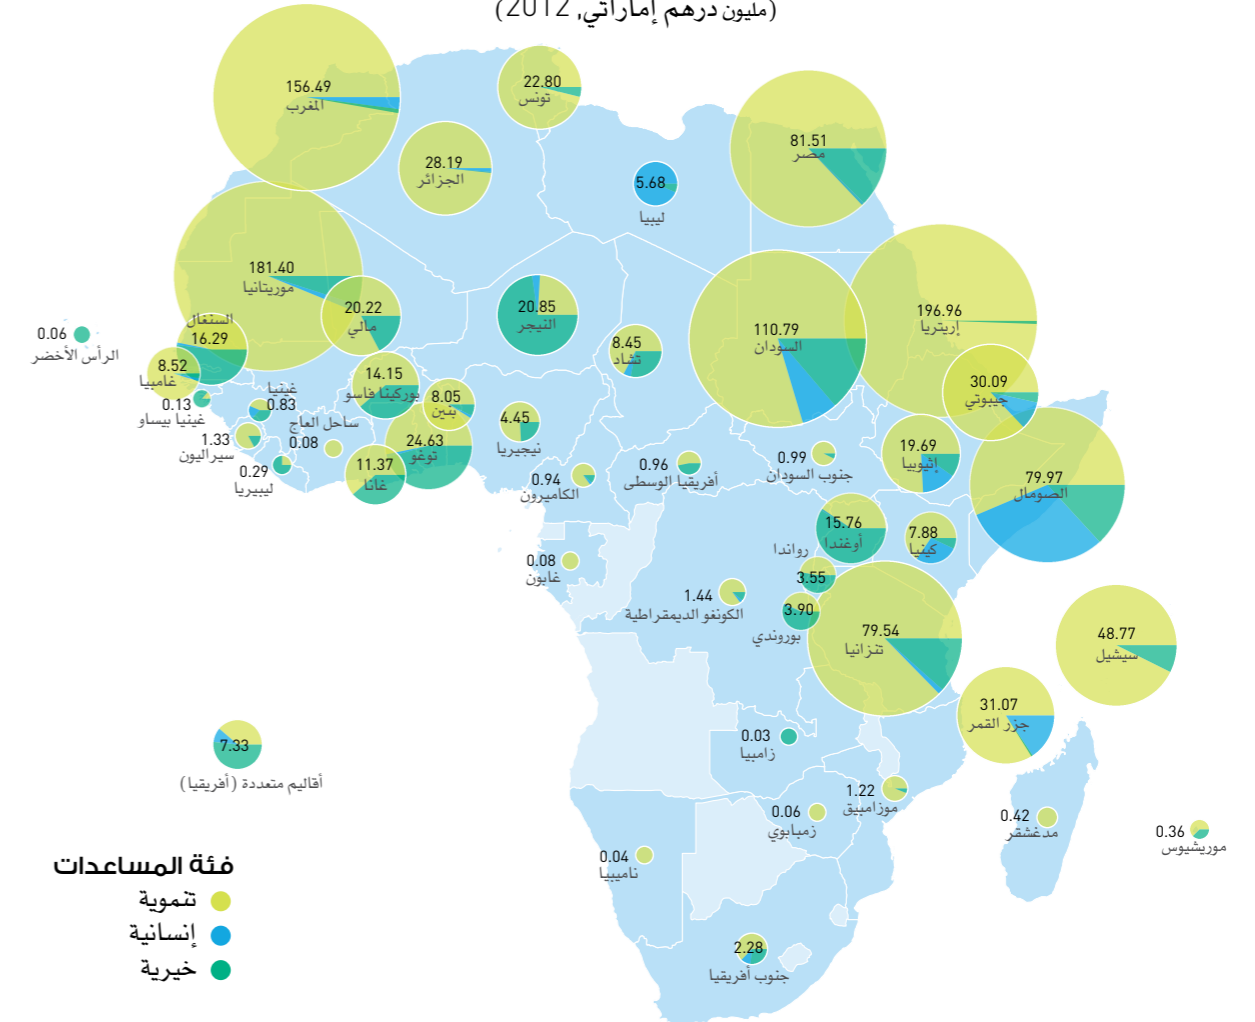 (مليون درهم إماراتي, 2012)
156.49
المغرب
22.80
تونس
28.19
الجزائر
5.68
ليبيا
81.51
مصر
181.40
موريتانيا
20.22
مالي
20.85
النيجر
8.45
تشاد
110.79
السودان
196.96
إريتريا
30.09
جيبوتي
0.06
الرأس الأخضر
السنغال
16.29
8.52
غامبيا
0.13
غينيا بيساو
غينيا
0.83
14.15
بوركينا فاسو
8.05
بنين
4.45
نيجيريا
1.33
سيراليون
ساحل العاج
0.08
0.29
ليبيريا
11.37
غانا
24.63
توغو
0.94
الكاميرون
0.96
أفريقيا الوسطى
0.99
جنوب السودان
19.69
إثيوبيا
79.97
الصومال
15.76
أوغندا
7.88
كينيا
0.08
غابون
1.44
الكونغو الديمقراطية
رواندا
3.55
3.90
بوروندي
79.54
تنزانيا
48.77
سيشيل
31.07
جزر القمر
7.33
أقاليم متعددة (أفريقيا)
0.03
زامبيا
0.06
زمبابوي
1.22
موزامبيق
0.42
مدغشقر
0.36
موريشيوس
0.04
ناميبيا
2.28
جنوب أفريقيا
فئة المساعدات
تنموية
إنسانية
خيرية